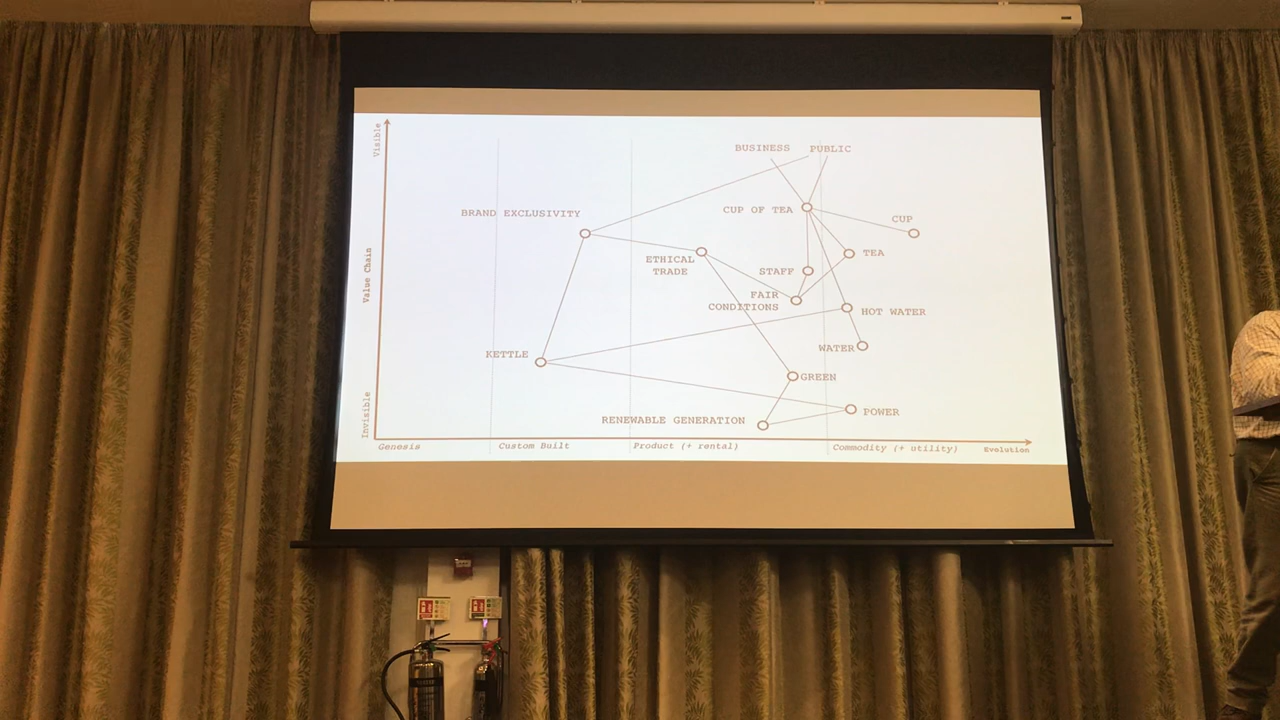 Visible
BUSINESS PUBLIC
CUP OF TEA
BRAND EXCLUSIVITY
CUP
TEA
ETHICAL
TRADE
STAFF
FAIR
CONDITIONS
Value Chain
HOT WATER
WATER
KETTLE
GREEN
Invisible
POWER
RENEWABLE GENERATION
Genesis
Custom Built
Product (+ rental)
Commodity (+ utility)
Evolution